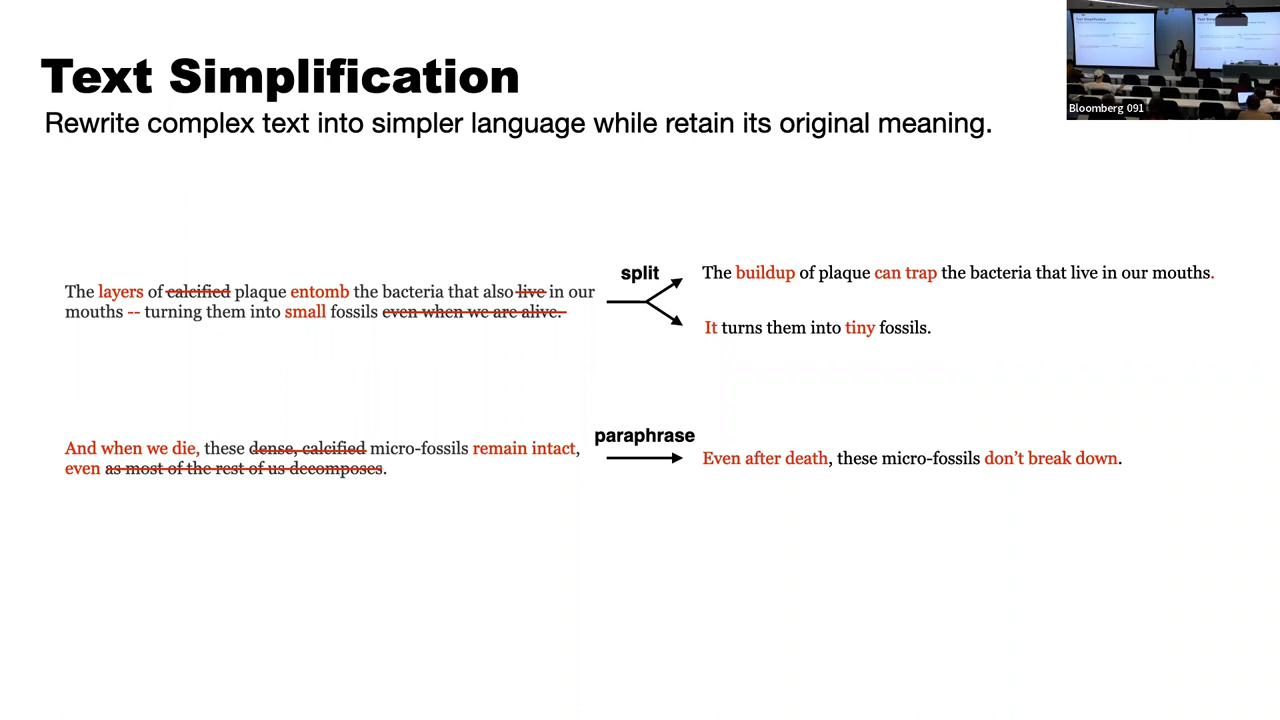 Text Simplification
Rewrite complex text into simpler language while retain its original meaning.
Bloomberg 091
The layers of calcified plaque entomb the bacteria that also live in our
mouths -- turning them into small fossils even when we are alive.
split
The buildup of plaque can trap the bacteria that live in our mouths.
It turns them into tiny fossils.
And when we die, these dense, calcified micro-fossils remain intact,
even as most of the rest of us decomposes.
paraphrase
Even after death, these micro-fossils don't break down.